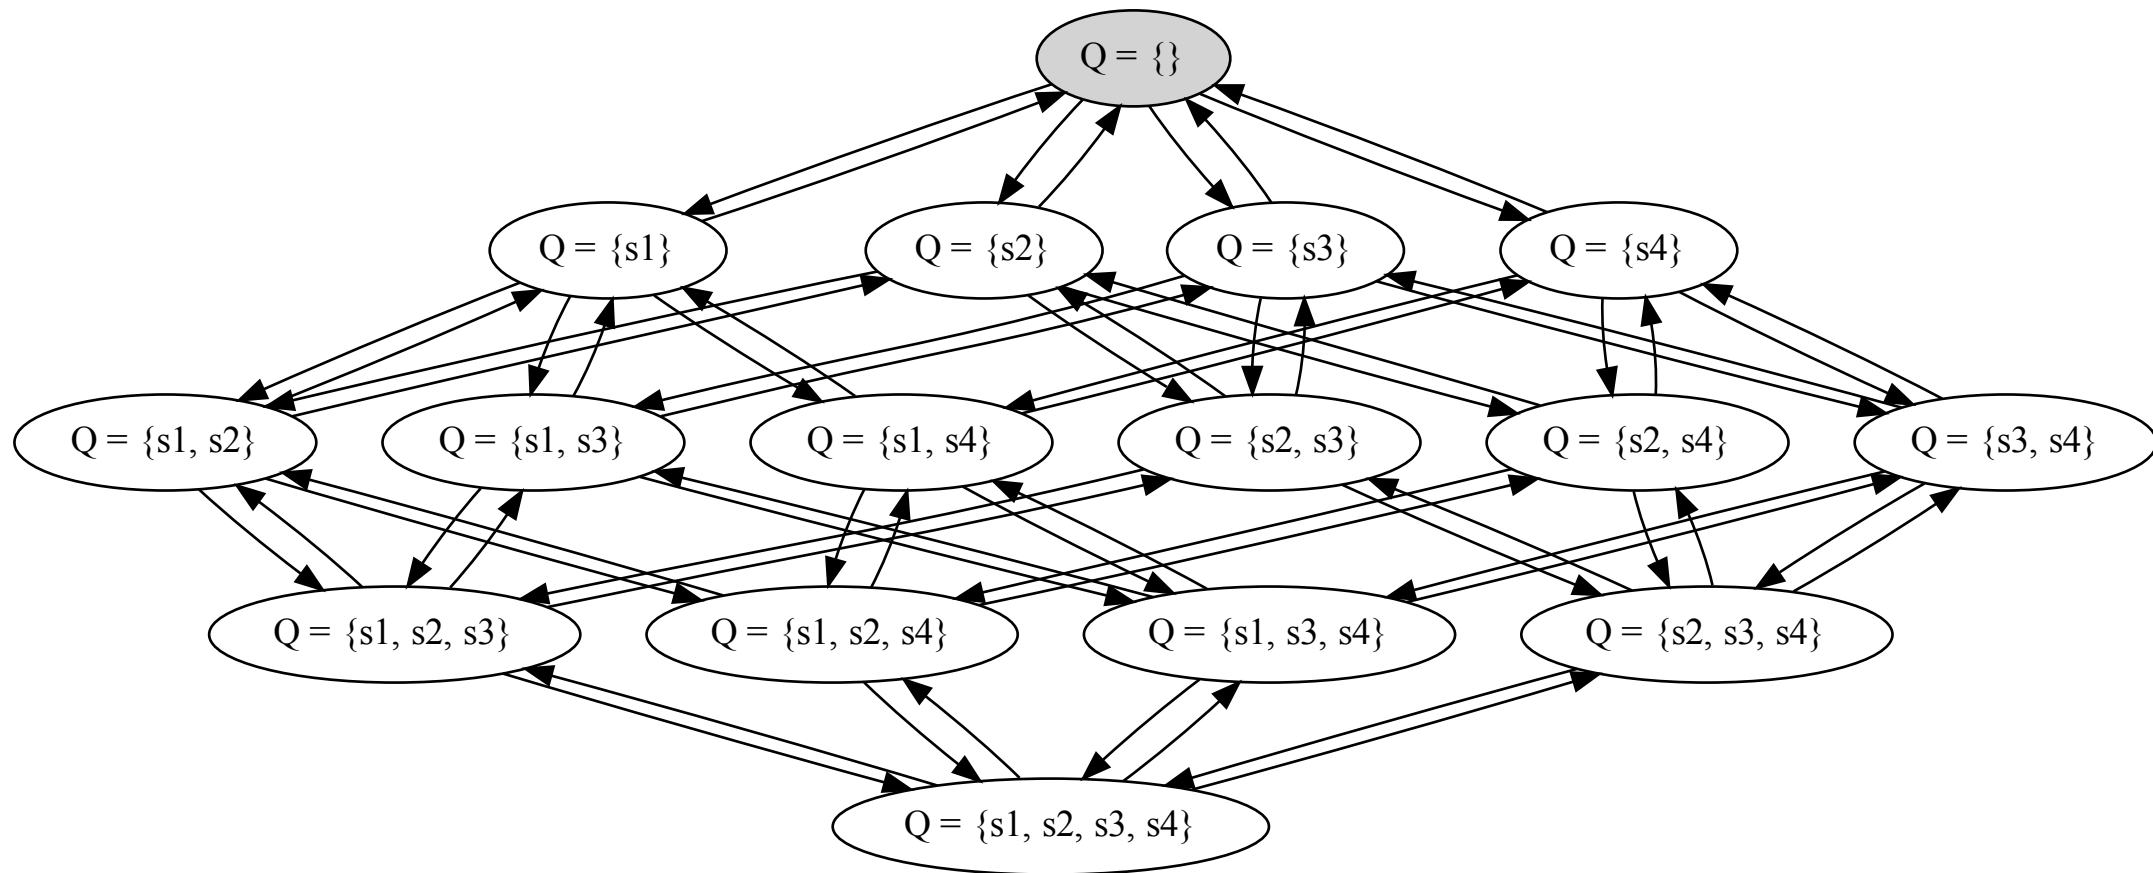 Q = {}
Q = {s1}
Q = {s2}
Q = {s3}
Q = {s4}
Q = {s1, s2}
Q = {s1, s3}
Q = {s1, s4}
Q = {s2, s3}
Q = {s2, s4}
Q = {s3, s4}
Q = {s1, s2, s3}
Q = {s1, s2, s4}
Q = {s1, s3, s4}
Q = {s2, s3, s4}
Q = {s1, s2, s3, s4}